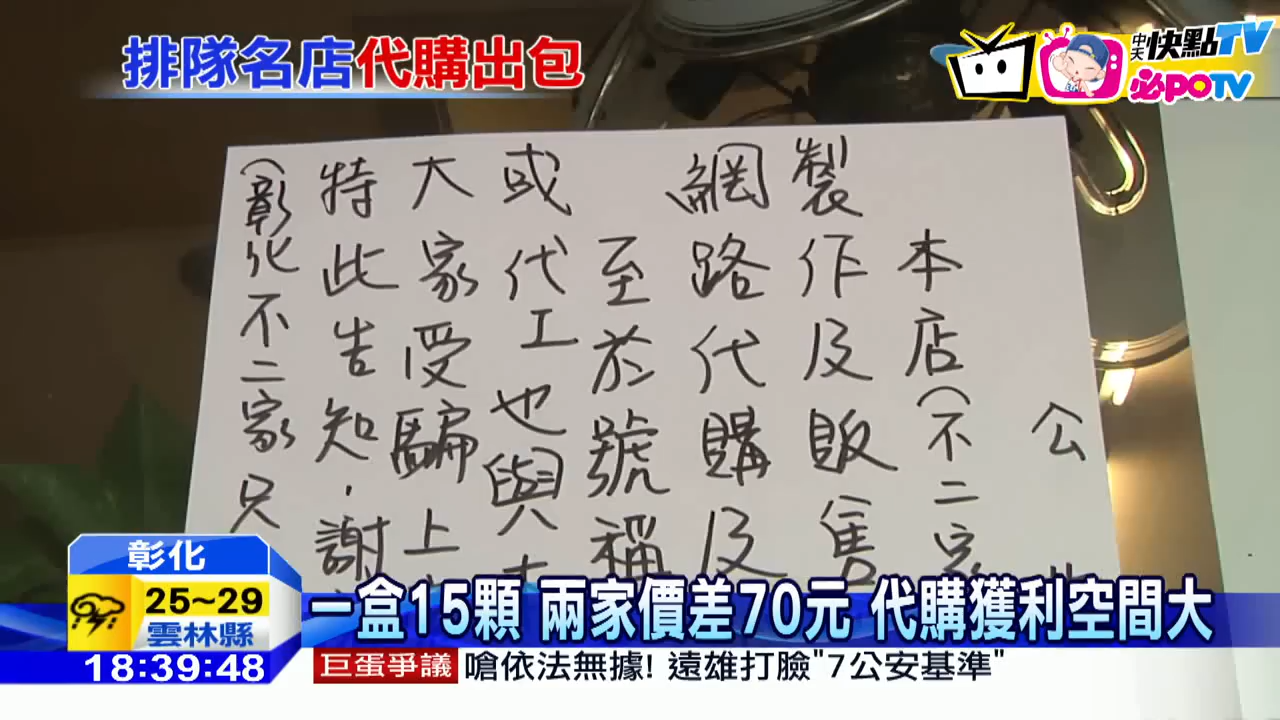 排隊名店代購出包
中天快點TV
必POTV
公
本店(不二家
製作及販售
網路代購及
至於號稱
或代工也與本
大家受騙上
特此告知.謝
(彰化不二家只
彰化
25~29
雲林縣
18:39:48
一盒15顆 兩家價差70元 代購獲利空間大
巨蛋爭議 嗆依法無據! 遠雄打臉"7公安基準"